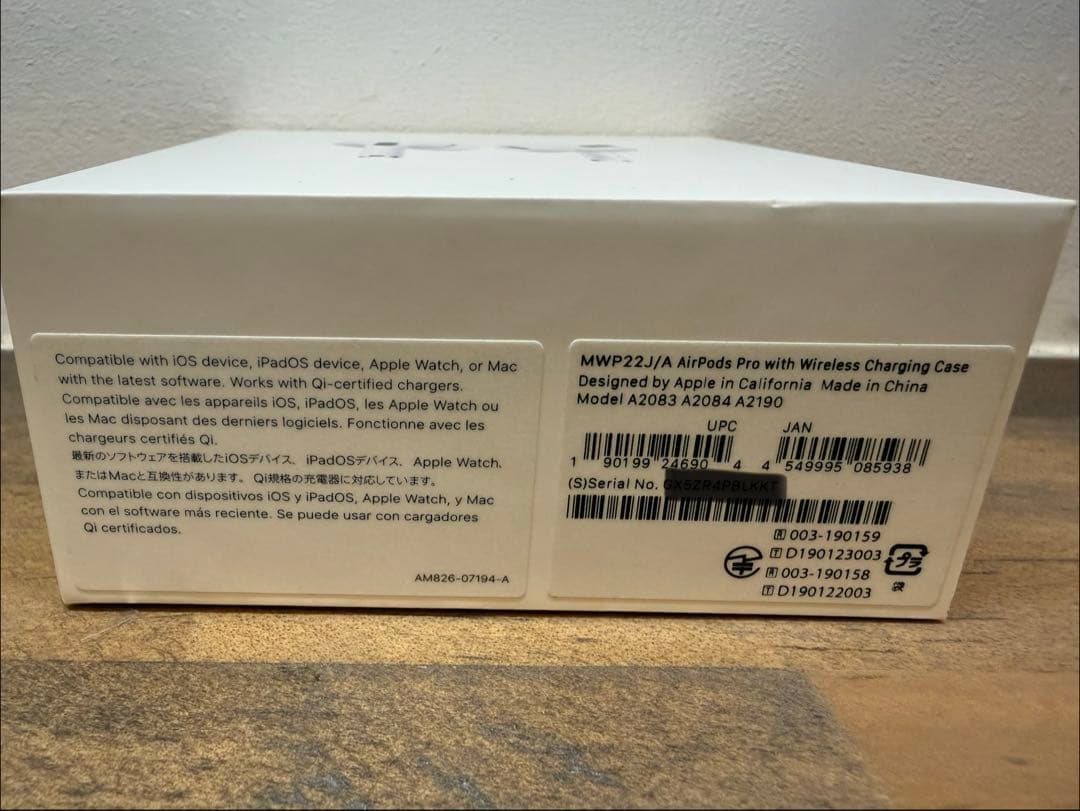 Compatible with iOS device, iPadOS device, Apple Watch, or Mac
with the latest software. Works with Qi-certified chargers.
Compatible avec les appareils iOS, iPadOS, les Apple Watch ou
les Mac disposant des derniers logiciels. Fonctionne avec les
chargeurs certifiés Qi.
最新のソフトウェアを搭載したiOSデバイス、iPadOSデバイス、Apple Watch、
またはMacと互換性があります。Qi規格の充電器に対応しています。
Compatible con dispositivos iOS y iPadOS, Apple Watch, y Mac
con el software más reciente. Se puede usar con cargadores
Qi certificados.
AM826-07194-A
MWP22J/A AirPods Pro with Wireless Charging Case
Designed by Apple in California Made in China
Model A2083 A2084 A2190
UPC JAN
1 90199 24690 4 4 549995 085938
(S)Serial No.
R 003-190159
T D190123003
R 003-190158
T D190122003
プラ
袋